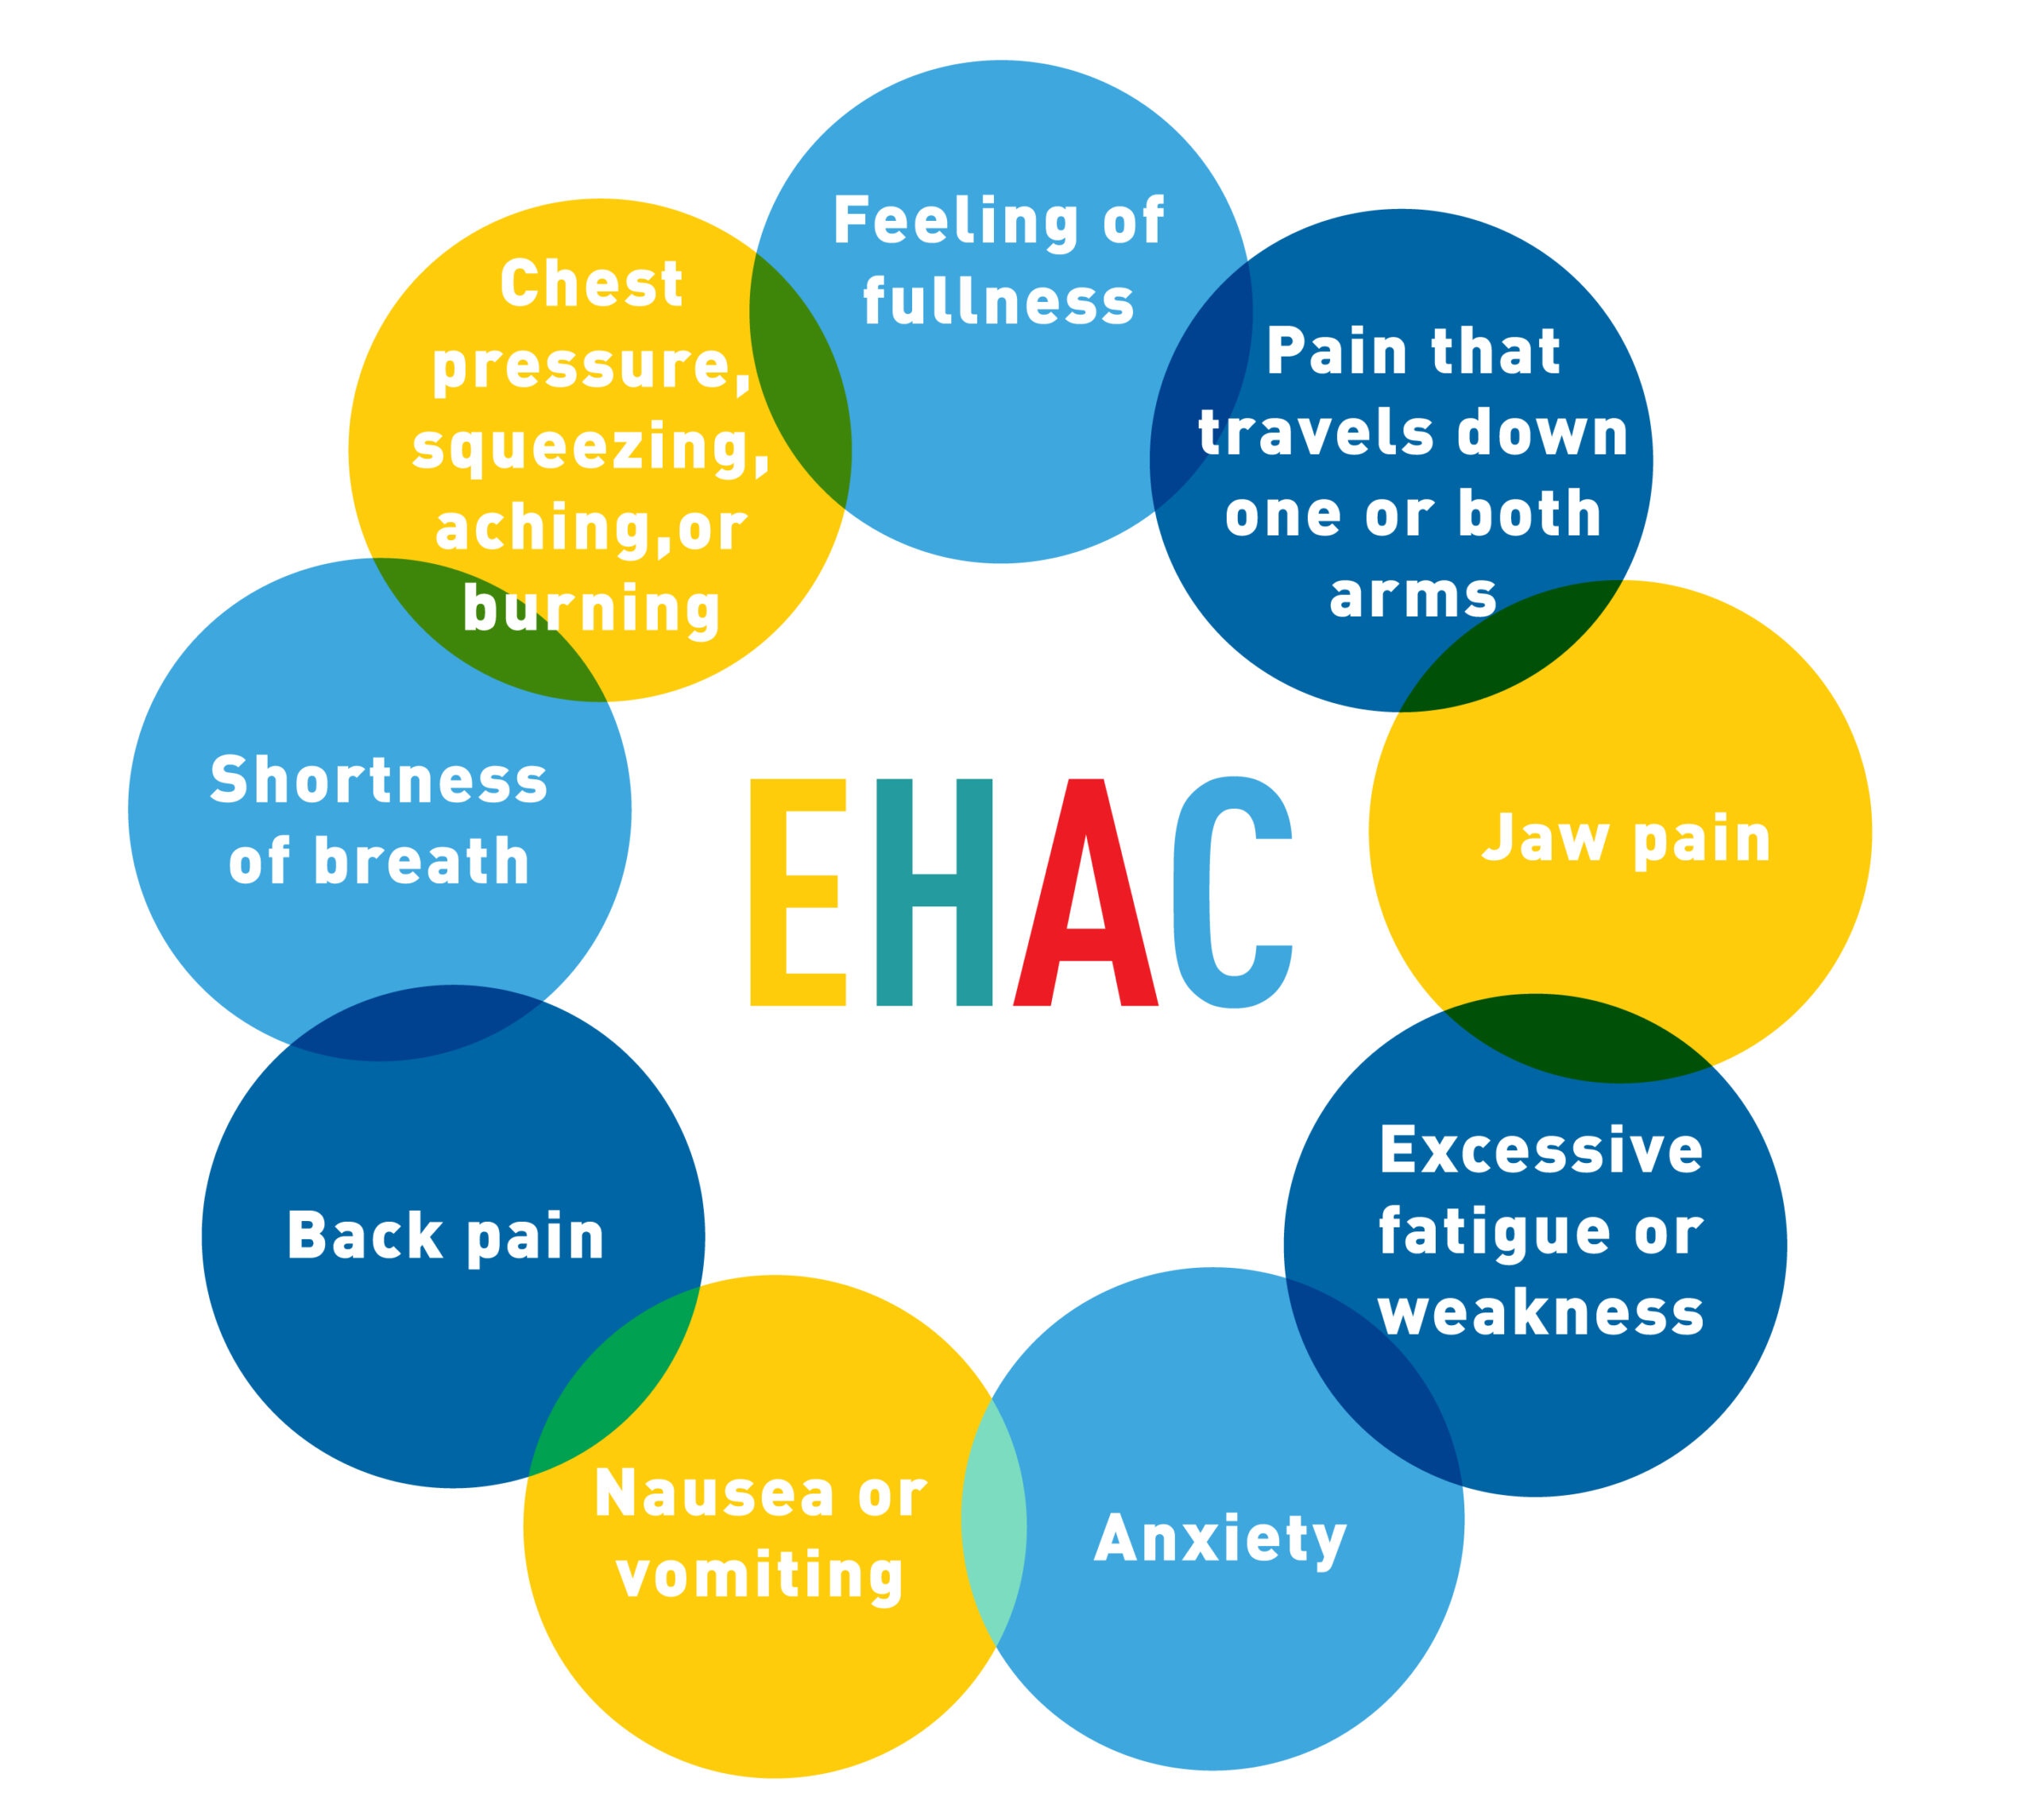 Feeling of
fullness
Pain that
travels down
one or both
arms
Jaw pain
Excessive
fatigue or
weakness
Anxiety
Nausea or
vomiting
Back pain
Shortness
of breath
Chest
pressure,
squeezing,
aching,or
burning
EHAC